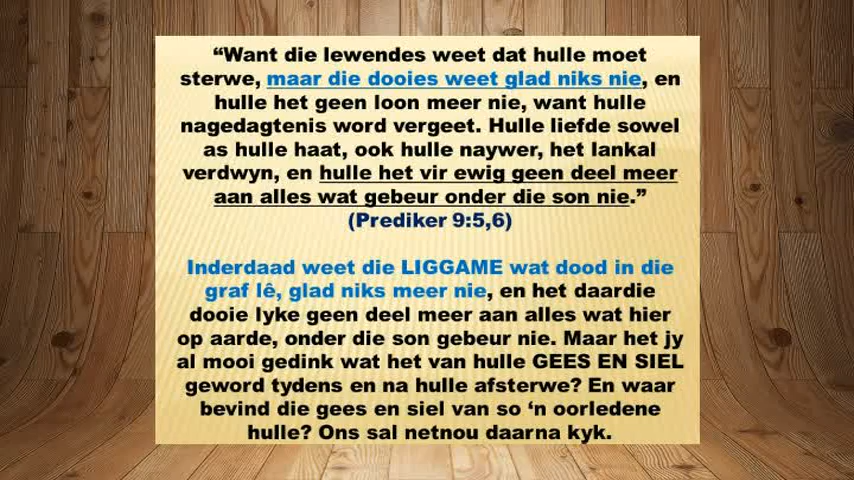 “Want die lewendes weet dat hulle moet
sterwe, maar die dooies weet glad niks nie, en
hulle het geen loon meer nie, want hulle
nagedagtenis word vergeet. Hulle liefde sowel
as hulle haat, ook hulle naywer, het lankal
verdwyn, en hulle het vir ewig geen deel meer
aan alles wat gebeur onder die son nie.”
(Prediker 9:5,6)
Inderdaad weet die LIGGAME wat dood in die
graf lê, glad niks meer nie, en het daardie
dooie lyke geen deel meer aan alles wat hier
op aarde, onder die son gebeur nie. Maar het jy
al mooi gedink wat het van hulle GEES EN SIEL
geword tydens en na hulle afsterwe? En waar
bevind die gees en siel van so ‘n oorledene
hulle? Ons sal netnou daarna kyk.